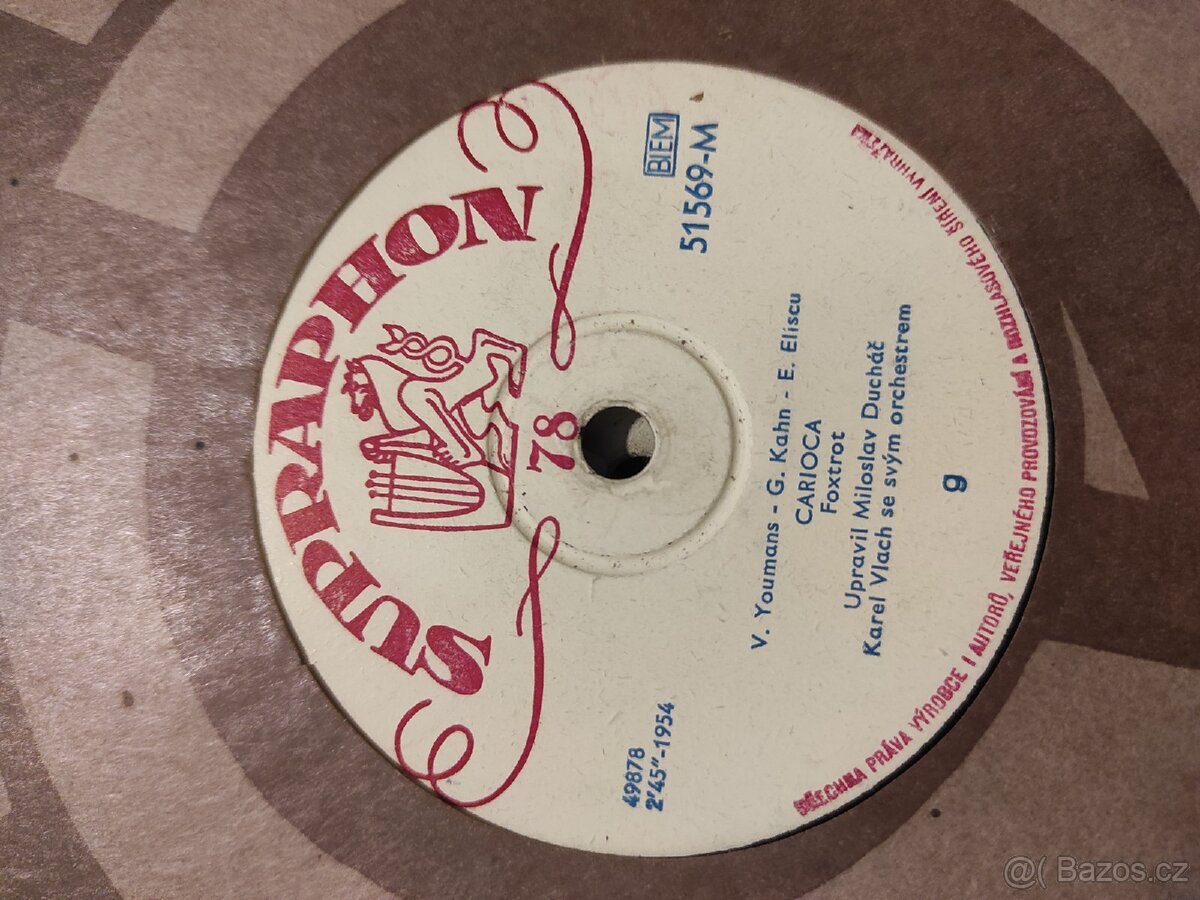 SUPRAPHON
78
49878
2'45"-1954
BIEM
51569-M
V. Youmans - G. Kahn - E. Eliscu
CARIOCA
Foxtrot
Upravil Miloslav Ducháč
Karel Vlach se svým orchestrem
g
VŠECHNA PRÁVA VÝROBCE I AUTORŮ, VEŘEJNÉHO PROVOZOVÁNÍ A ROZHLASOVÉHO ŠÍŘENÍ VYHRAŽENA
@( Bazos.cz